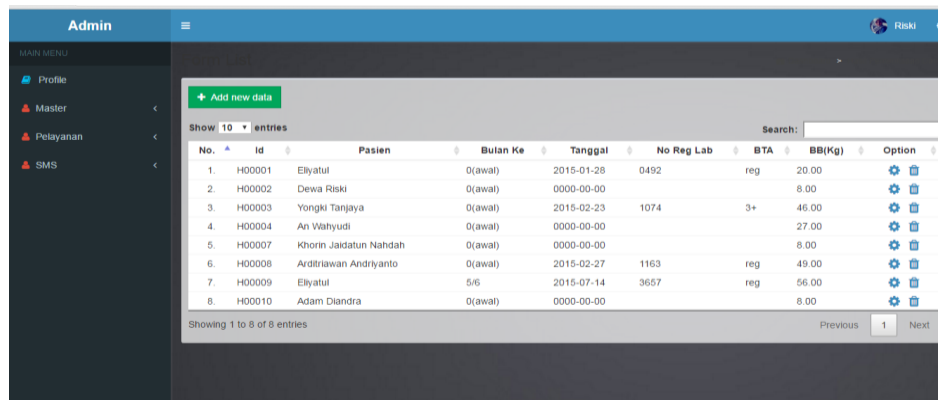 Admin
Riski
MAIN MENU
Profile
Master
Pelayanan
SMS
>
+ Add new data
Show 10 entries
Search:
No. Id Pasien Bulan Ke Tanggal No Reg Lab BTA BB(Kg) Option
1. H00001 Eliyatul 0(awal) 2015-01-28 0492 reg 20.00
2. H00002 Dewa Riski 0(awal) 0000-00-00 8.00
3. H00003 Yongki Tanjaya 0(awal) 2015-02-23 1074 3+ 46.00
4. H00004 An Wahyudi 0(awal) 0000-00-00 27.00
5. H00007 Khorin Jaidatun Nahdah 0(awal) 0000-00-00 8.00
6. H00008 Arditriawan Andriyanto 0(awal) 2015-02-27 1163 reg 49.00
7. H00009 Eliyatul 5/6 2015-07-14 3657 reg 56.00
8. H00010 Adam Diandra 0(awal) 0000-00-00 8.00
Showing 1 to 8 of 8 entries
Previous 1 Next